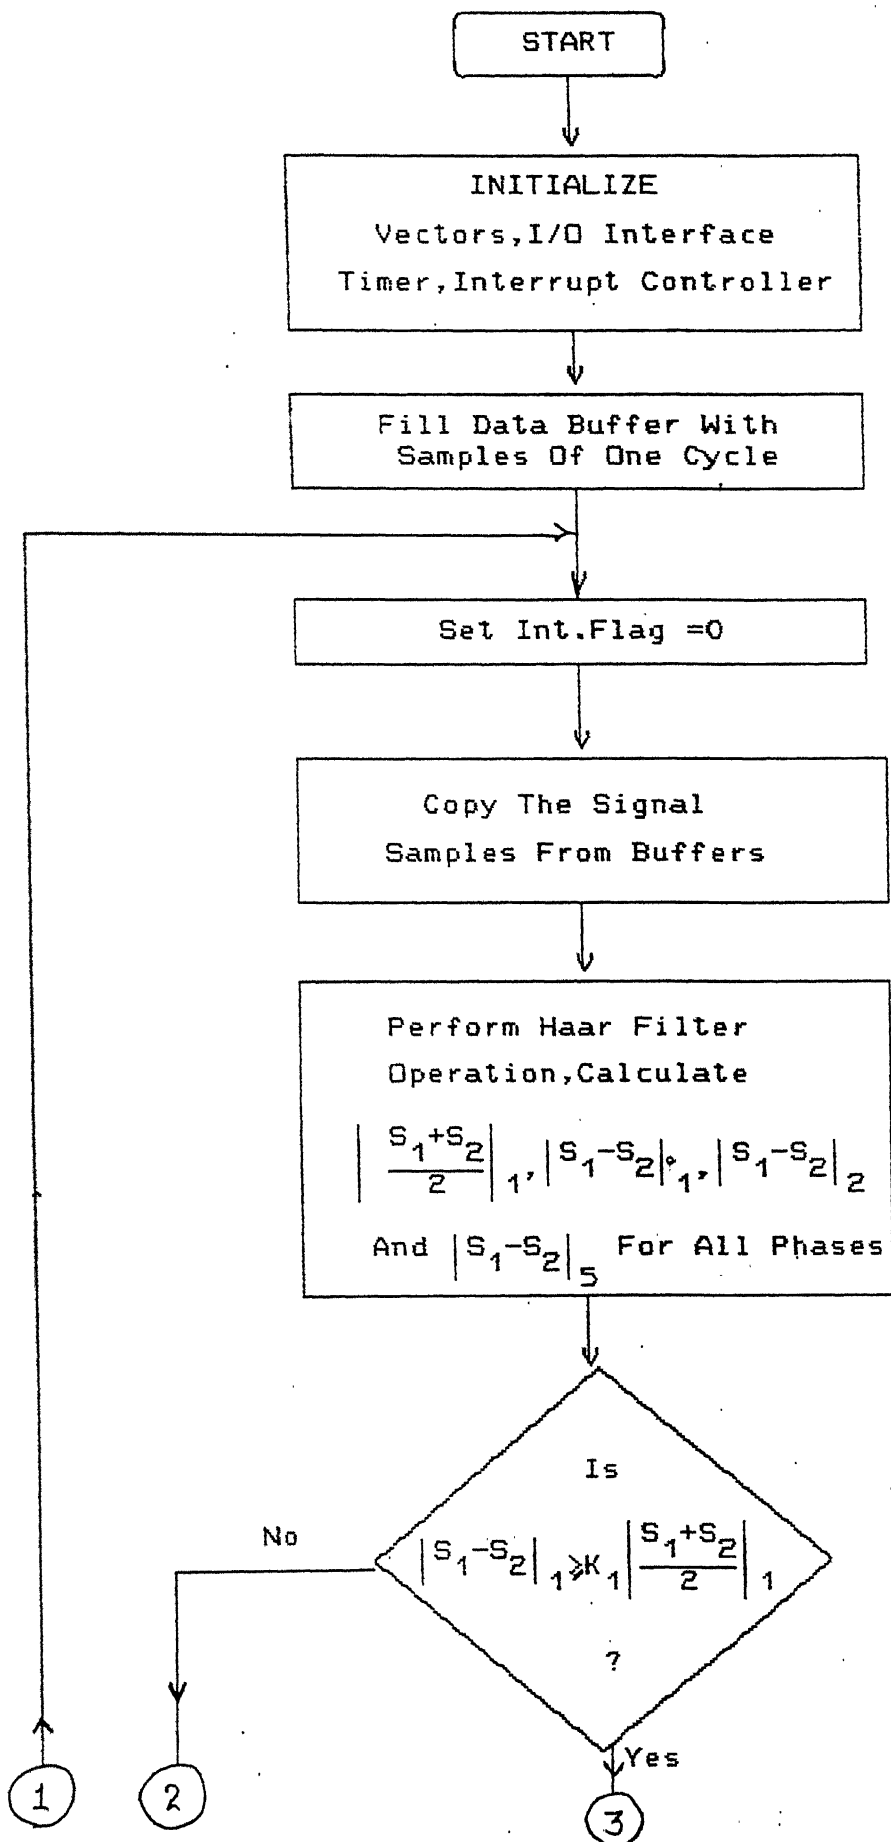 START
INITIALIZE
Vectors,I/O Interface
Timer,Interrupt Controller
Fill Data Buffer With
Samples Of One Cycle
Set Int.Flag =0
Copy The Signal
Samples From Buffers
Perform Haar Filter
Operation,Calculate
|S₁+S₂/2|₁, |S₁-S₂|₁, |S₁-S₂|₂
And |S₁-S₂|₅ For All Phases
Is
|S₁-S₂|₁ ⩾K₁|S₁+S₂/2|₁
?
No
Yes
1
2
3